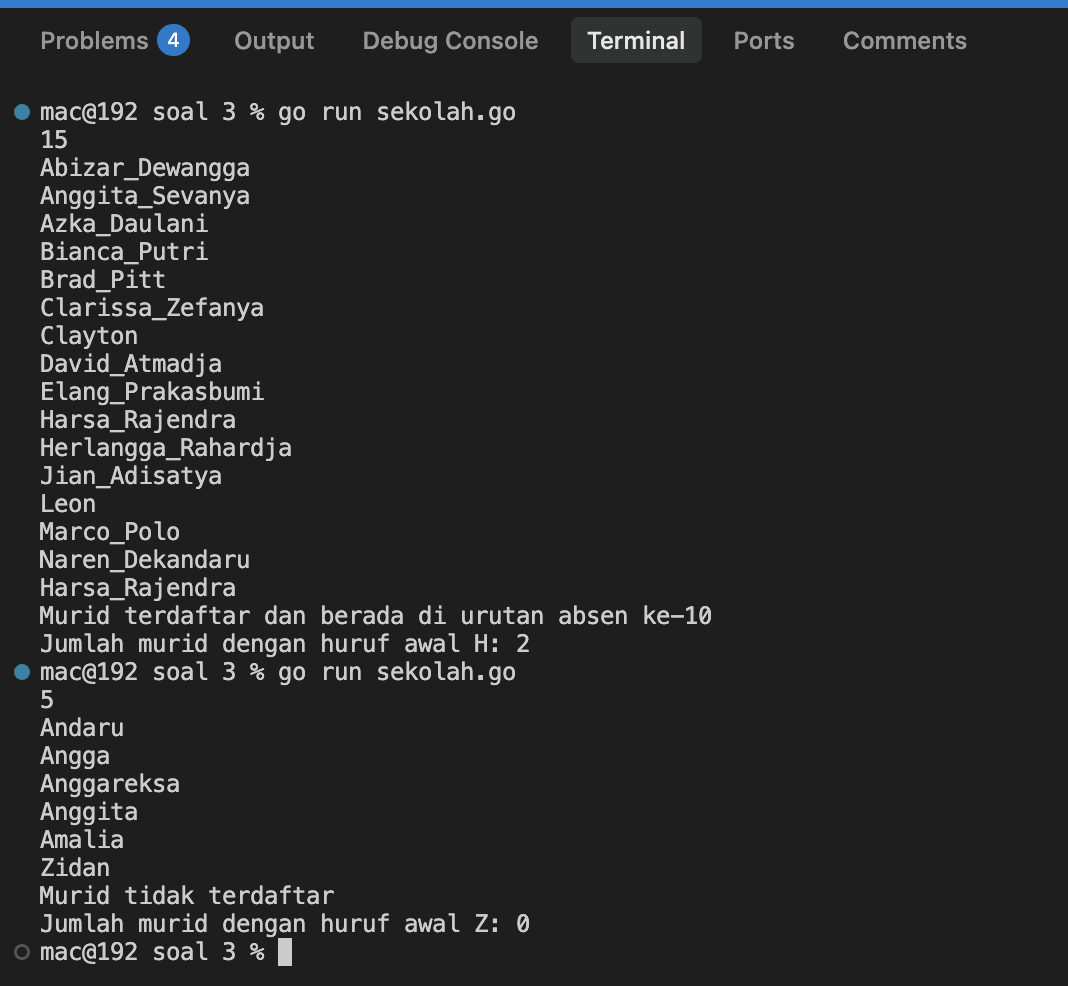 Problems 4 Output Debug Console Terminal Ports Comments
mac@192 soal 3 % go run sekolah.go
15
Abizar_Dewangga
Anggita_Sevanya
Azka_Daulani
Bianca_Putri
Brad_Pitt
Clarissa_Zefanya
Clayton
David_Atmadja
Elang_Prakasbumi
Harsa_Rajendra
Herlangga_Rahardja
Jian_Adisatya
Leon
Marco_Polo
Naren_Dekandaru
Harsa_Rajendra
Murid terdaftar dan berada di urutan absen ke-10
Jumlah murid dengan huruf awal H: 2
mac@192 soal 3 % go run sekolah.go
5
Andaru
Angga
Anggareksa
Anggita
Amalia
Zidan
Murid tidak terdaftar
Jumlah murid dengan huruf awal Z: 0
mac@192 soal 3 %